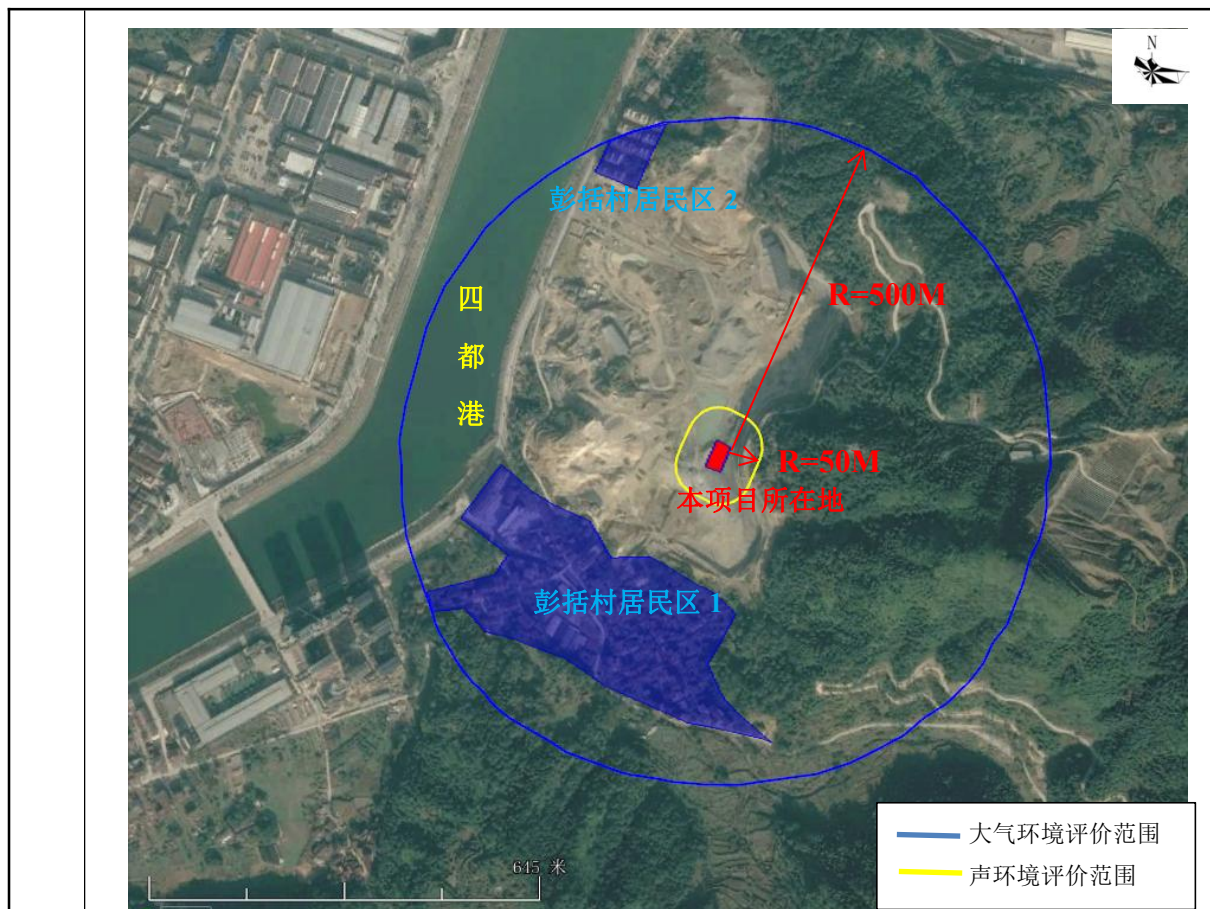 N
彭括村居民区 2
四
都
港
R=500M
R=50M
本项目所在地
彭括村居民区 1
大气环境评价范围
声环境评价范围
645 米